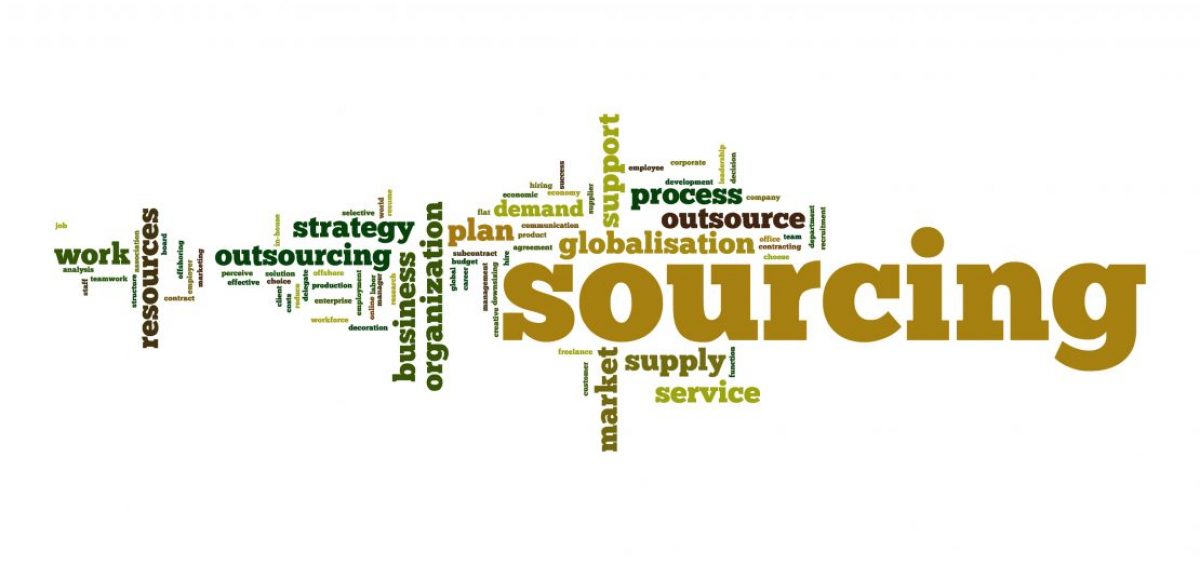 job
work
analysis
teamwork
staff
structure
association
resources
board
offshoring
employer
marketing
contract
in-house
selective
world
resume
strategy
outsourcing
perceive
effective
solution
choice
offshore
client
costs
reduce
delegate
production
enterprise
employment
online
labor
manager
research
workforce
decoration
business
organization
plan
flat
demand
economic
hiring
economy
success
supplier
communication
product
agreement
subcontract
budget
global
career
management
creative
downsizing
hire
support
employee
corporate
leadership
decision
development
process
company
outsource
globalisation
office
team
contracting
choose
department
recruitment
sourcing
freelance
customer
market
supply
function
service